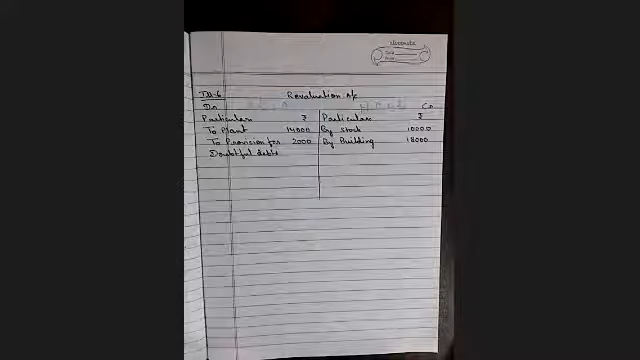 Ill-6 Revaluation A/c
Dr Cr
Particulars ₹ Particulars ₹
To Plant 14000 By Stock 10000
To Provision for 2000 By Building 18000
Doubtful debts